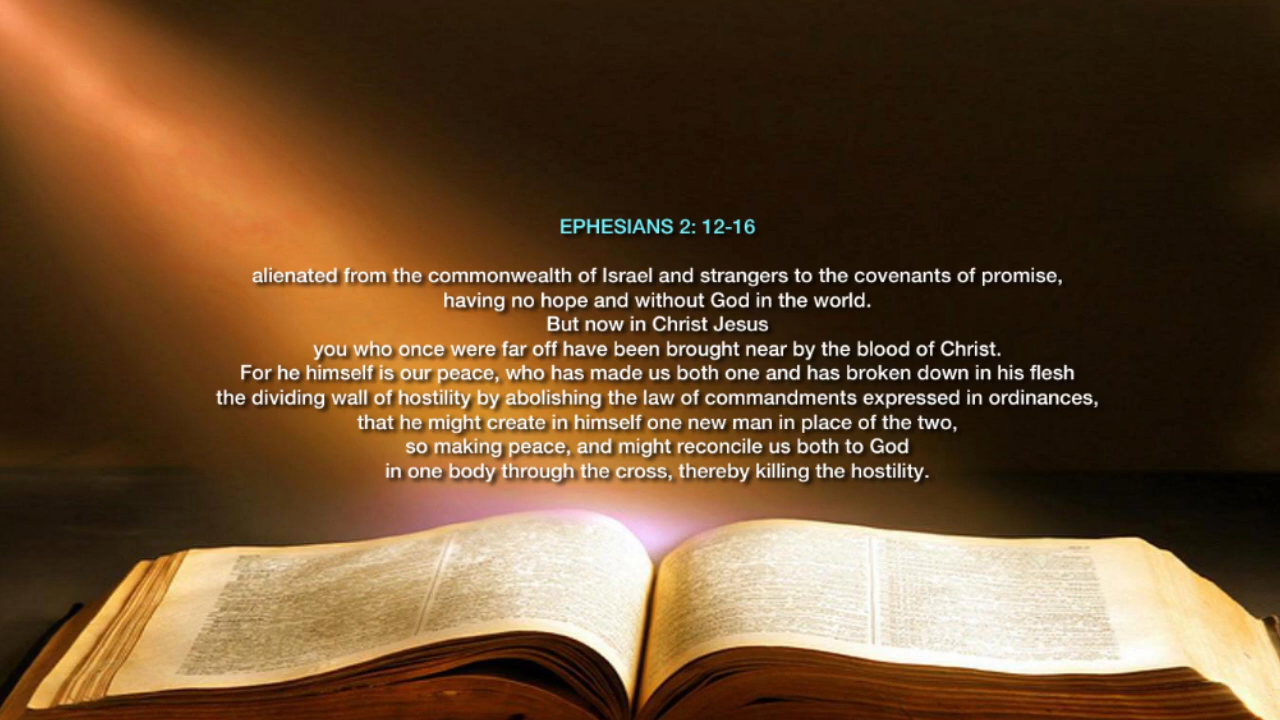 EPHESIANS 2: 12-16
alienated from the commonwealth of Israel and strangers to the covenants of promise,
having no hope and without God in the world.
But now in Christ Jesus
you who once were far off have been brought near by the blood of Christ.
For he himself is our peace, who has made us both one and has broken down in his flesh
the dividing wall of hostility by abolishing the law of commandments expressed in ordinances,
that he might create in himself one new man in place of the two,
so making peace, and might reconcile us both to God
in one body through the cross, thereby killing the hostility.